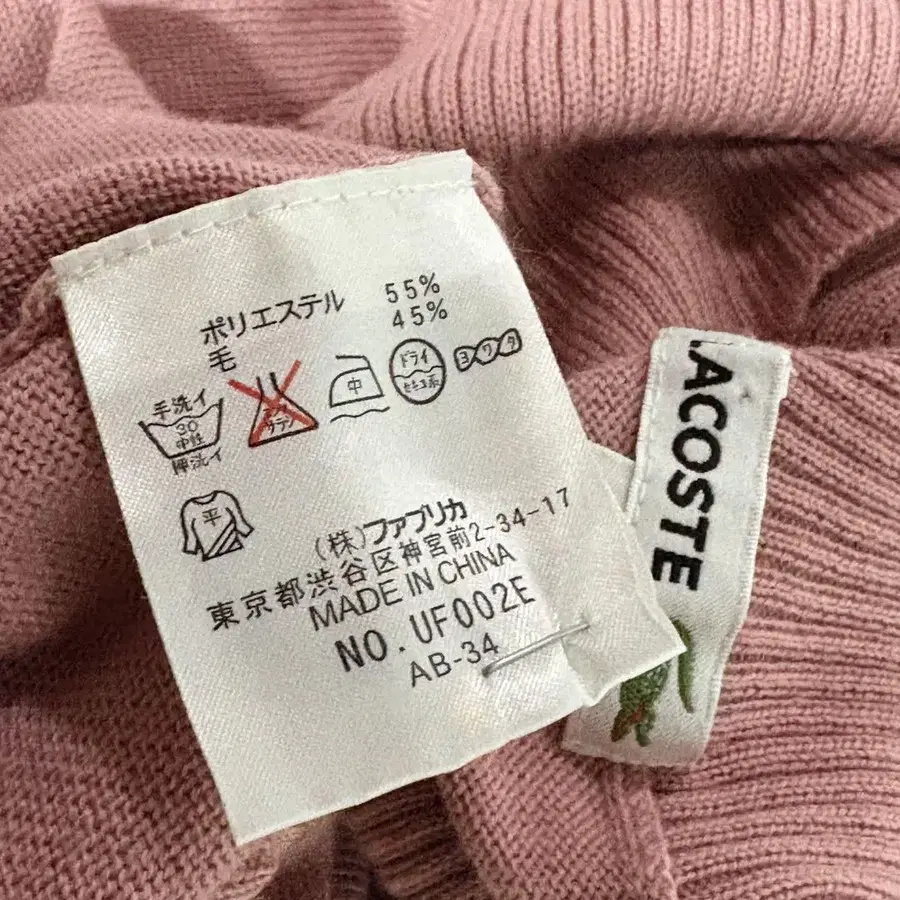 ポリエステル 55%
毛 45%
手洗イ
30
中性
押洗イ
エンソ
サラシ
中
ドライ
セキユ系
ヨワク
平
(株)ファブリカ
東京都渋谷区神宮前2-34-17
MADE IN CHINA
NO. UF002E
AB-34
LACOSTE